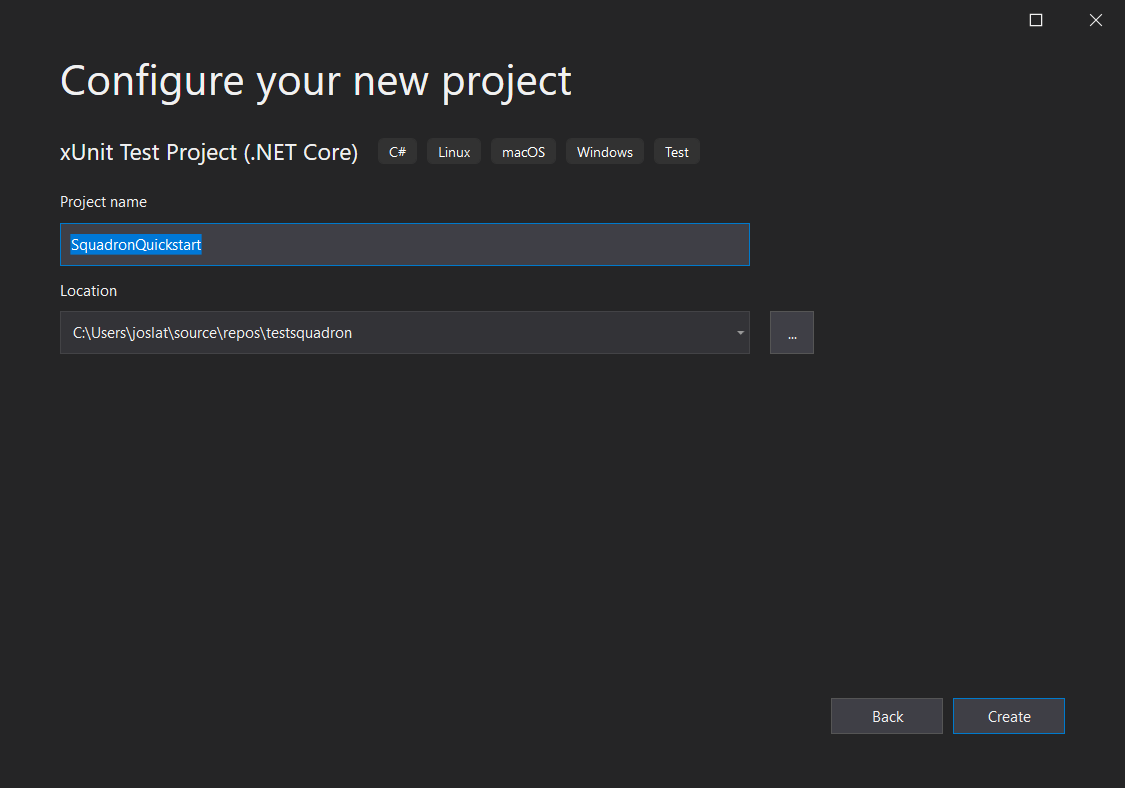 Configure your new project
xUnit Test Project (.NET Core) C# Linux macOS Windows Test
Project name
SquadronQuickstart
Location
C:\Users\joslat\source\repos\testsquadron
...
Back Create